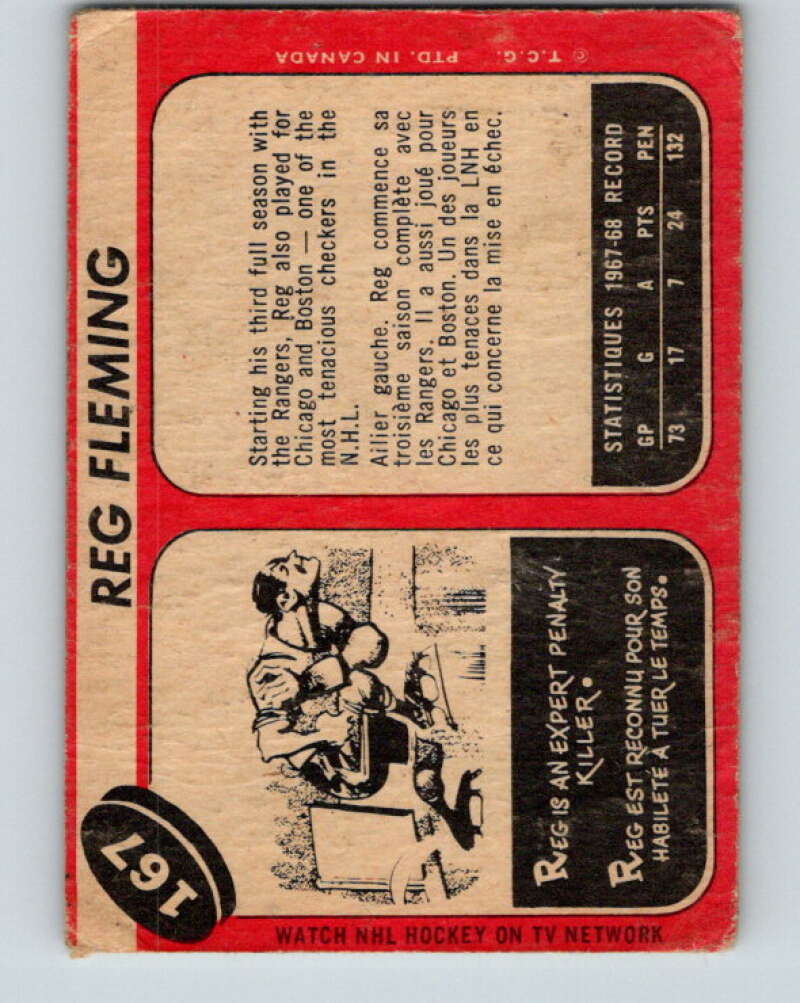 167
REG FLEMING
REG IS AN EXPERT PENALTY
KILLER.
REG EST RECONNU POUR SON
HABILETÉ À TUER LE TEMPS.
WATCH NHL HOCKEY ON TV NETWORK
Starting his third full season with
the Rangers, Reg also played for
Chicago and Boston — one of the
most tenacious checkers in the
N.H.L.
Ailier gauche. Reg commence sa
troisième saison complète avec
les Rangers. Il a aussi joué pour
Chicago et Boston. Un des joueurs
les plus tenaces dans la LNH en
ce qui concerne la mise en échec.
STATISTIQUES 1967-68 RECORD
GP G A PTS PEN
73 17 7 24 132
© T.C.G. PTD. IN CANADA